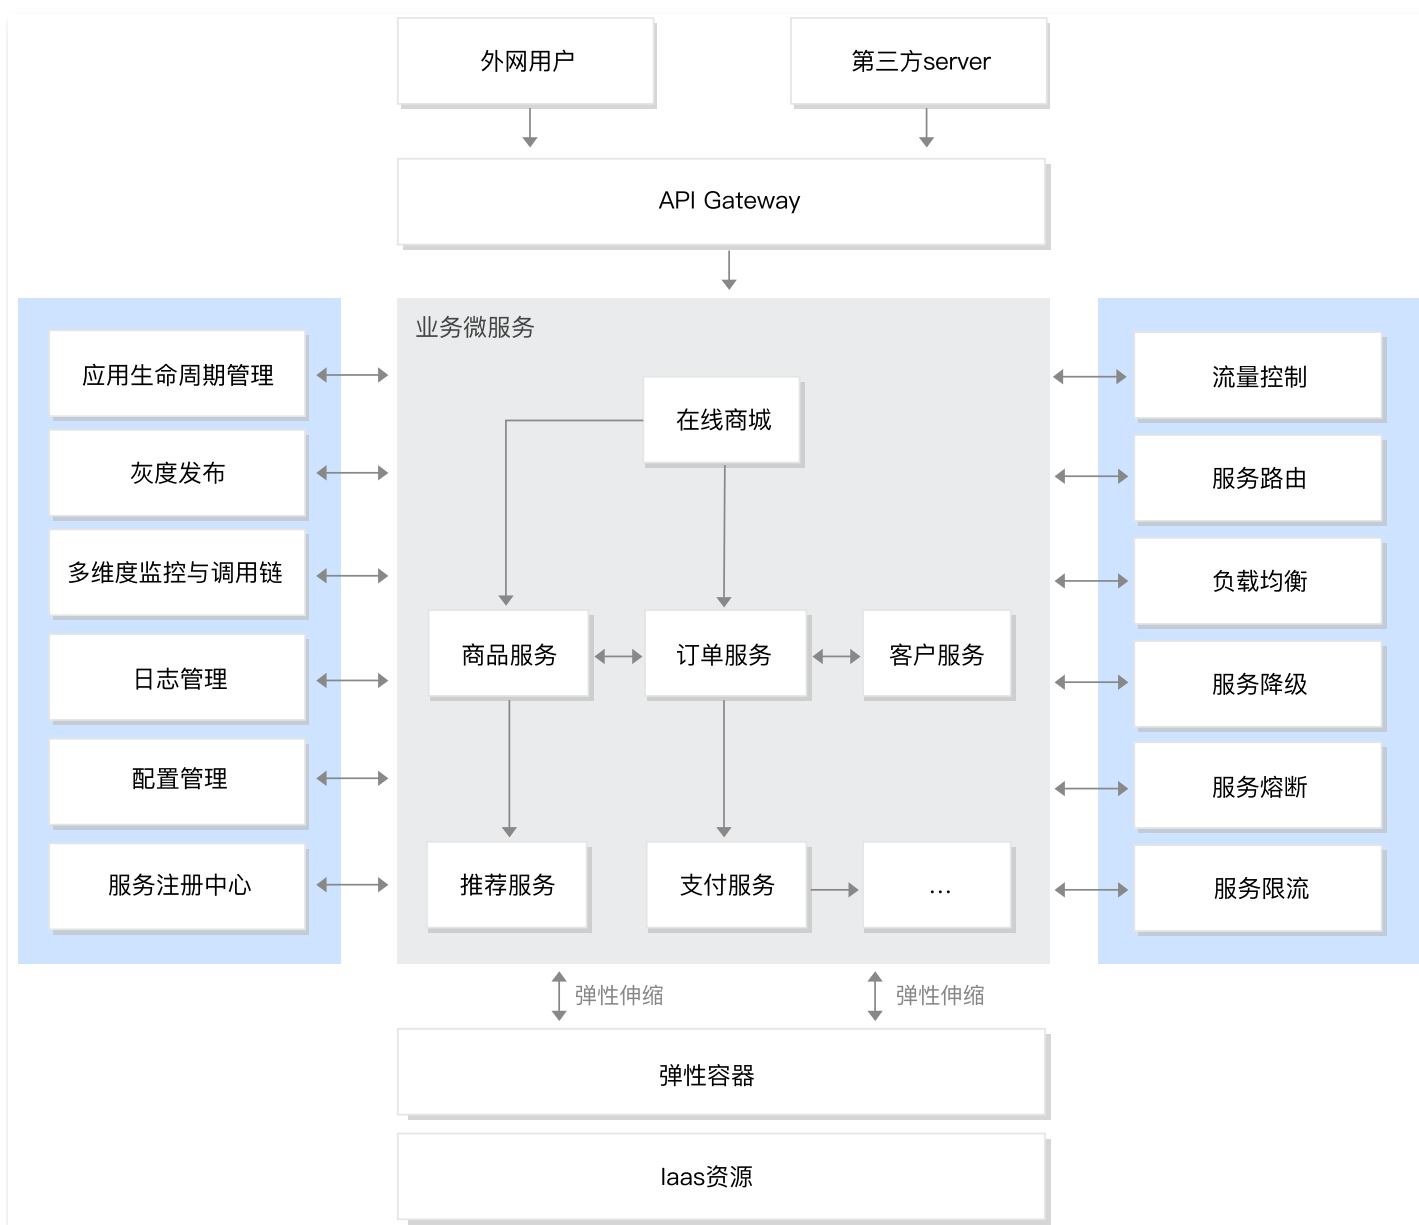 外网用户
第三方server
API Gateway
应用生命周期管理
灰度发布
多维度监控与调用链
日志管理
配置管理
服务注册中心
业务微服务
在线商城
商品服务
订单服务
客户服务
推荐服务
支付服务
...
流量控制
服务路由
负载均衡
服务降级
服务熔断
服务限流
弹性伸缩
弹性伸缩
弹性容器
Iaas资源